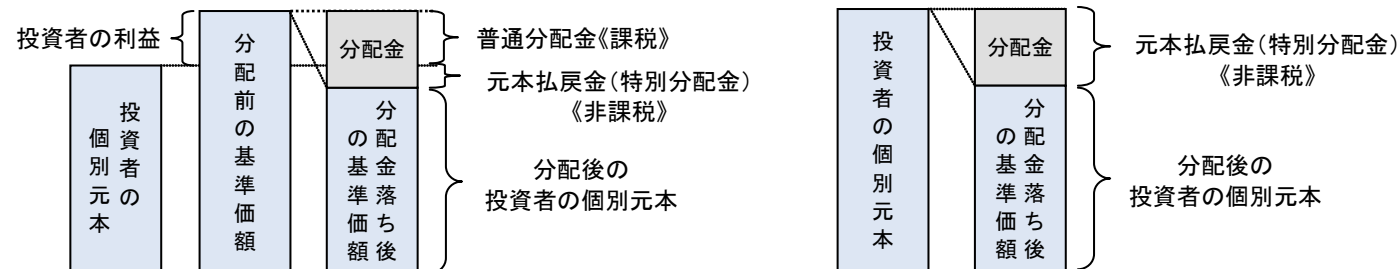 投資者の利益
投資者の
個別元本
分配前の基準価額
分配金
分配金落ち後
の基準価額
普通分配金《課税》
元本払戻金（特別分配金）
《非課税》
分配後の
投資者の個別元本
投資者の個別元本
分配金
分配金落ち後
の基準価額
元本払戻金（特別分配金）
《非課税》
分配後の
投資者の個別元本